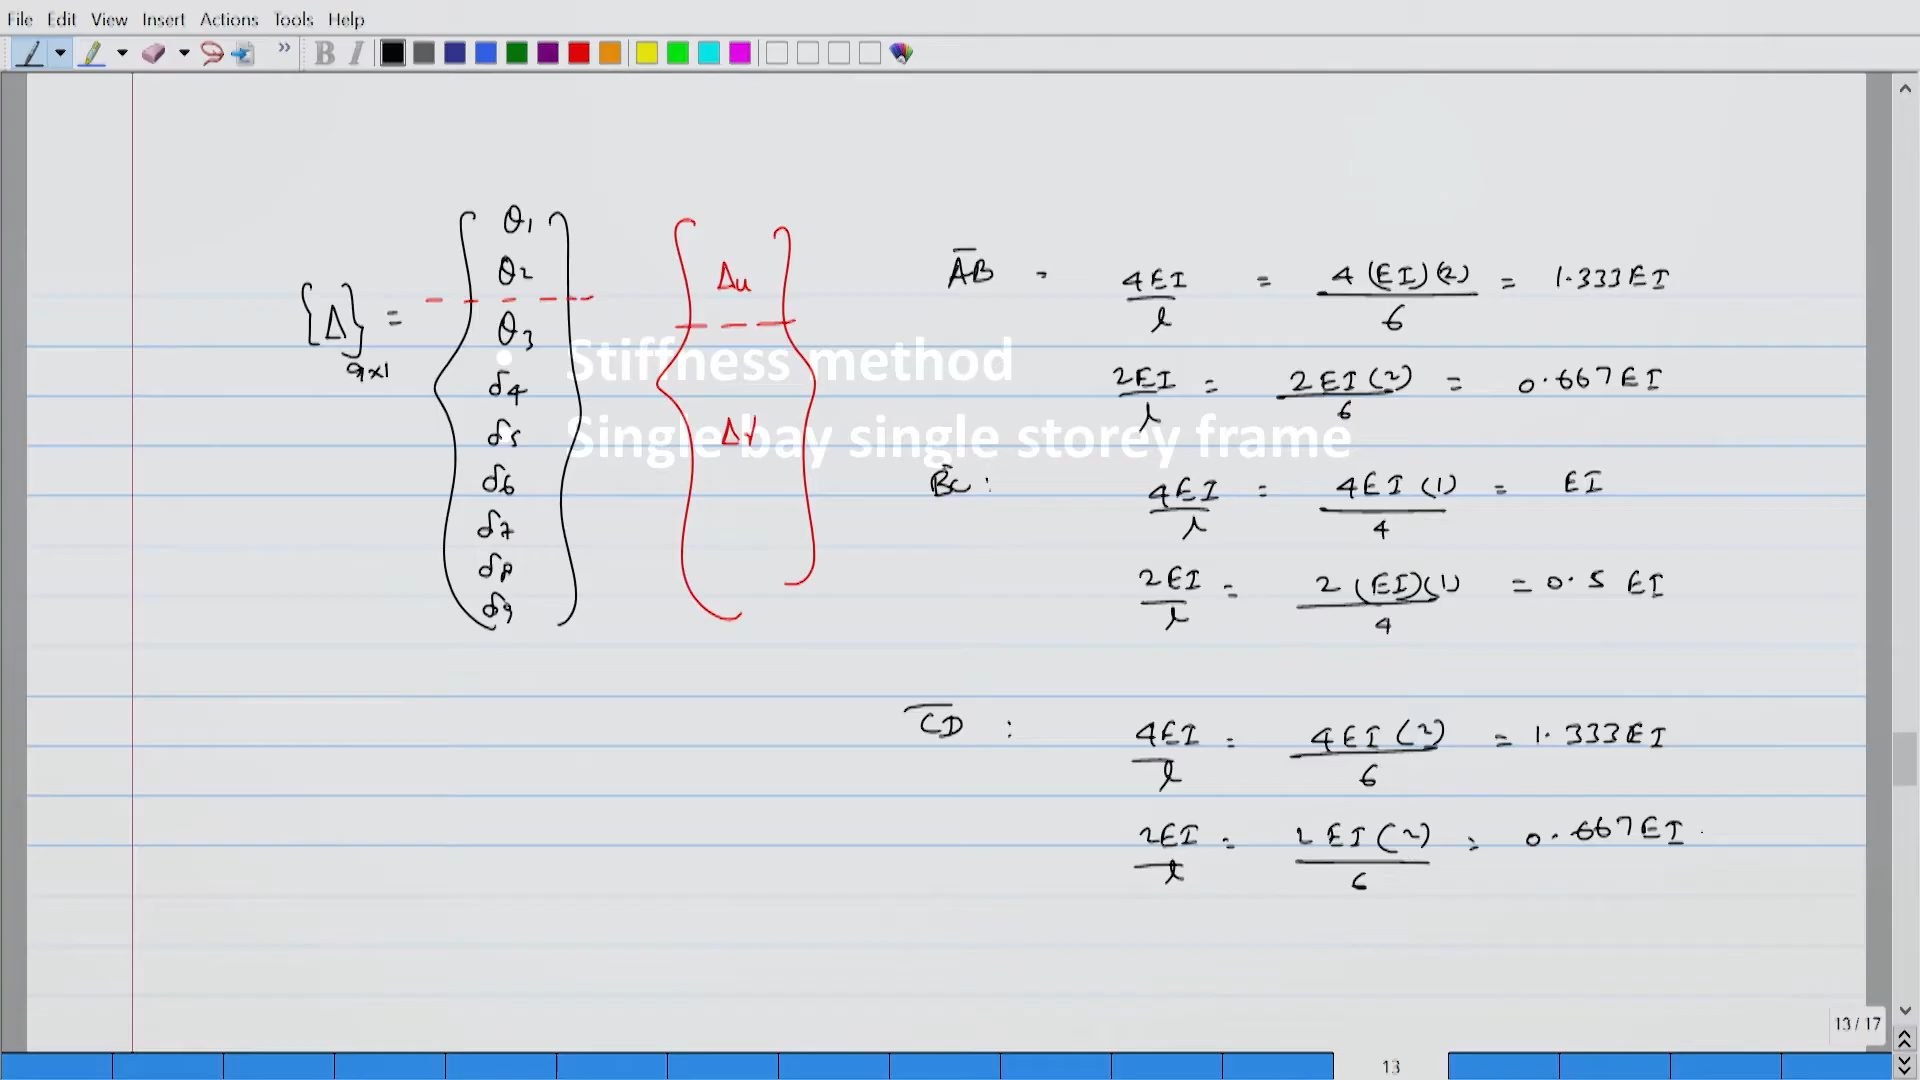 File Edit View Insert Actions Tools Help
B I
{Δ}9x1 =
θ1
θ2
θ3
δ4
δ5
δ6
δ7
δ8
δ9
Δu
Δr
• Stiffness method
Single bay single storey frame
AB = 4EI/l = 4(EI)(2)/6 = 1.333EI
2EI/l = 2EI(2)/6 = 0.667EI
BC : 4EI/l = 4EI(1)/4 = EI
2EI/l = 2(EI)(1)/4 = 0.5 EI
CD : 4EI/l = 4EI(2)/6 = 1.333EI
2EI/l = 2EI(2)/6 = 0.667EI
13 / 17
13